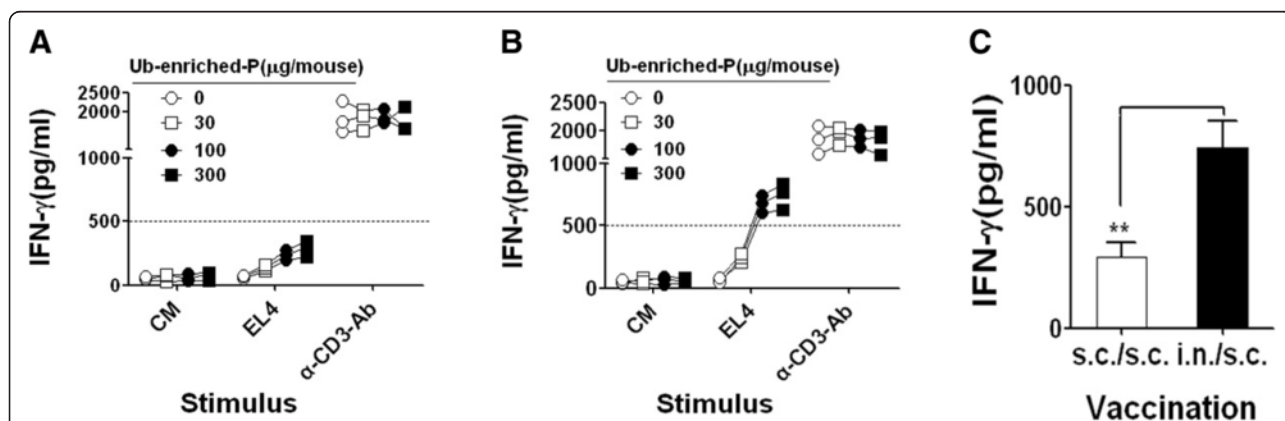 A
Ub-enriched-P(μg/mouse)
0
30
100
300
IFN-γ(pg/ml)
2500
2000
1000
500
0
CM
EL4
α-CD3-Ab
Stimulus
B
Ub-enriched-P(μg/mouse)
0
30
100
300
IFN-γ(pg/ml)
2500
2000
1000
500
0
CM
EL4
α-CD3-Ab
Stimulus
C
IFN-γ(pg/ml)
1000
500
0
**
s.c./s.c. i.n./s.c.
Vaccination